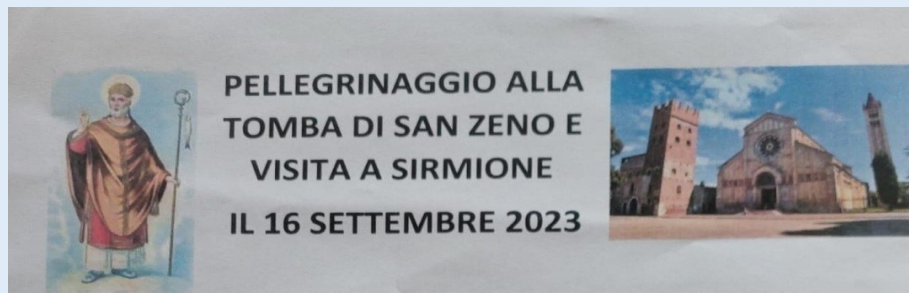 PELLEGRINAGGIO ALLA
TOMBA DI SAN ZENO E
VISITA A SIRMIONE
IL 16 SETTEMBRE 2023